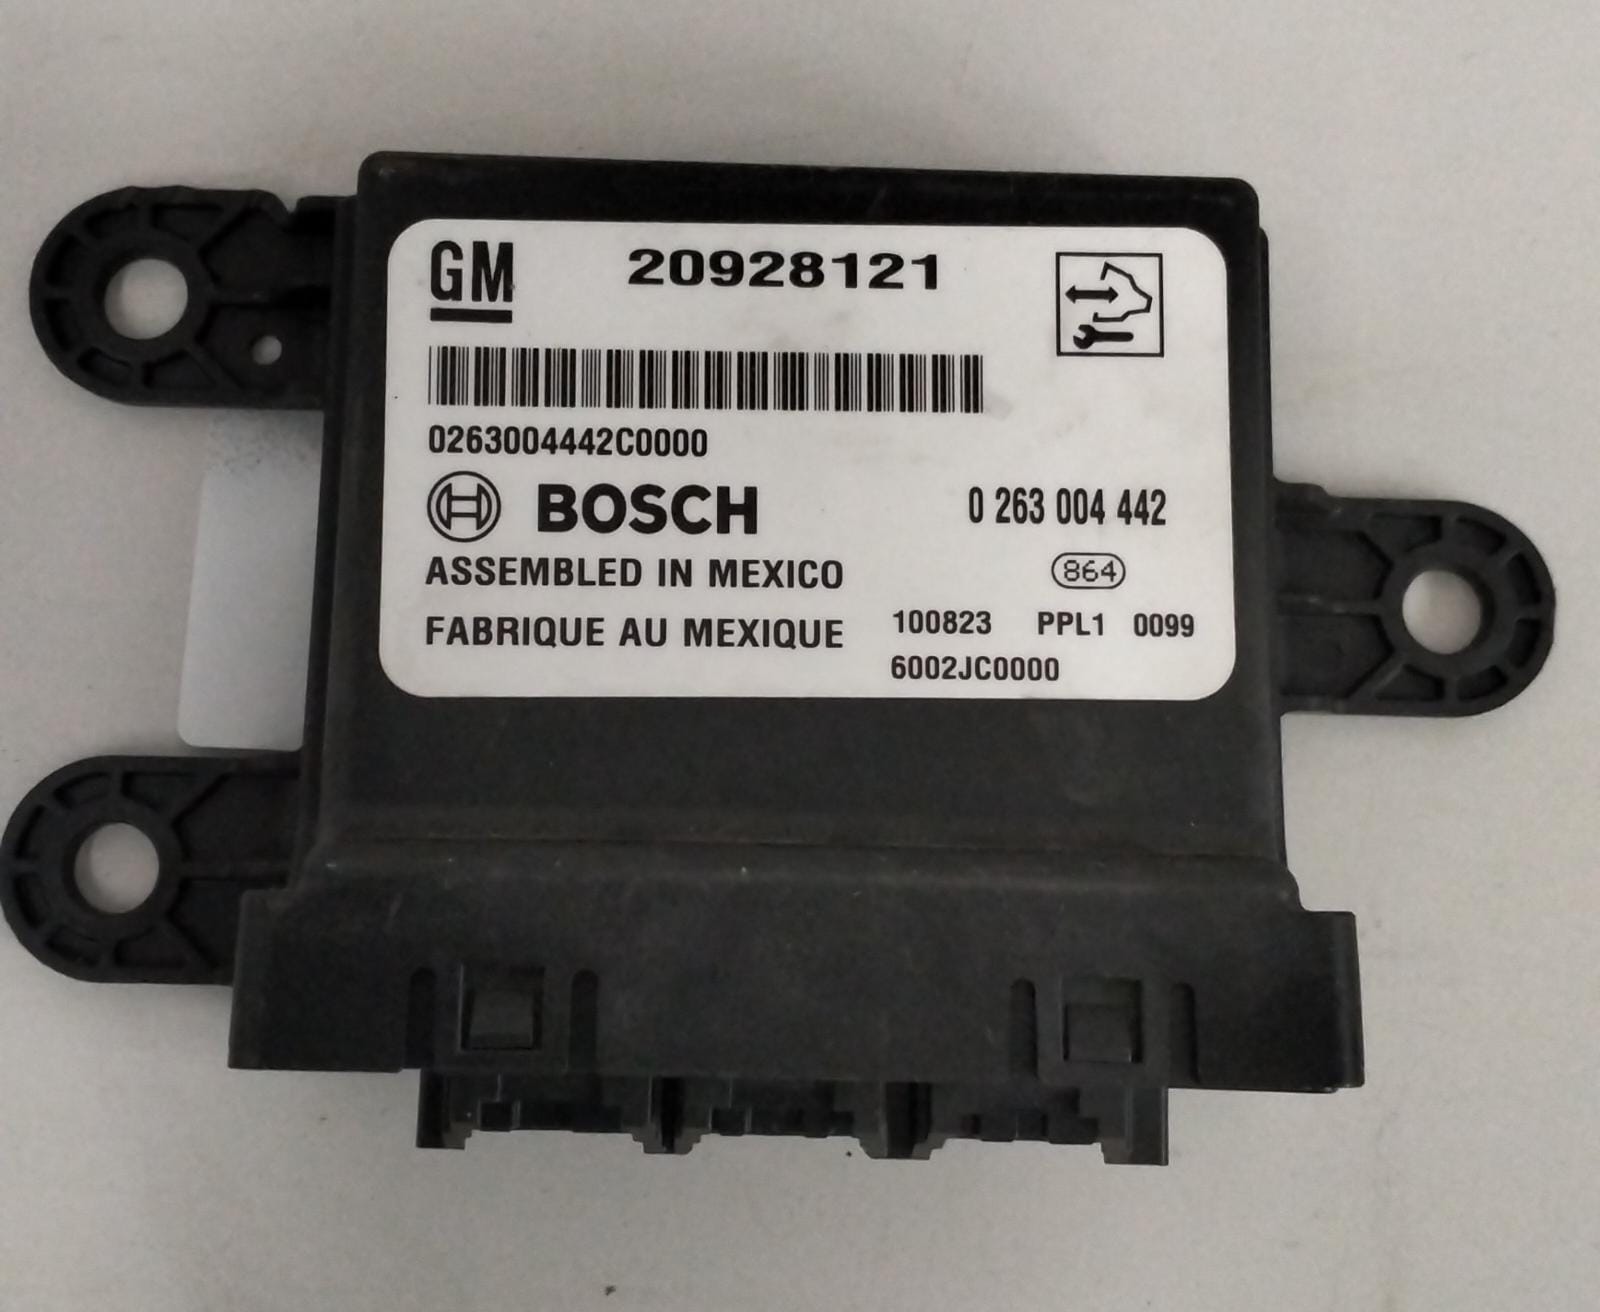 GM 20928121
0263004442C0000
BOSCH 0 263 004 442
ASSEMBLED IN MEXICO 864
FABRIQUE AU MEXIQUE 100823 PPL1 0099
6002JC0000